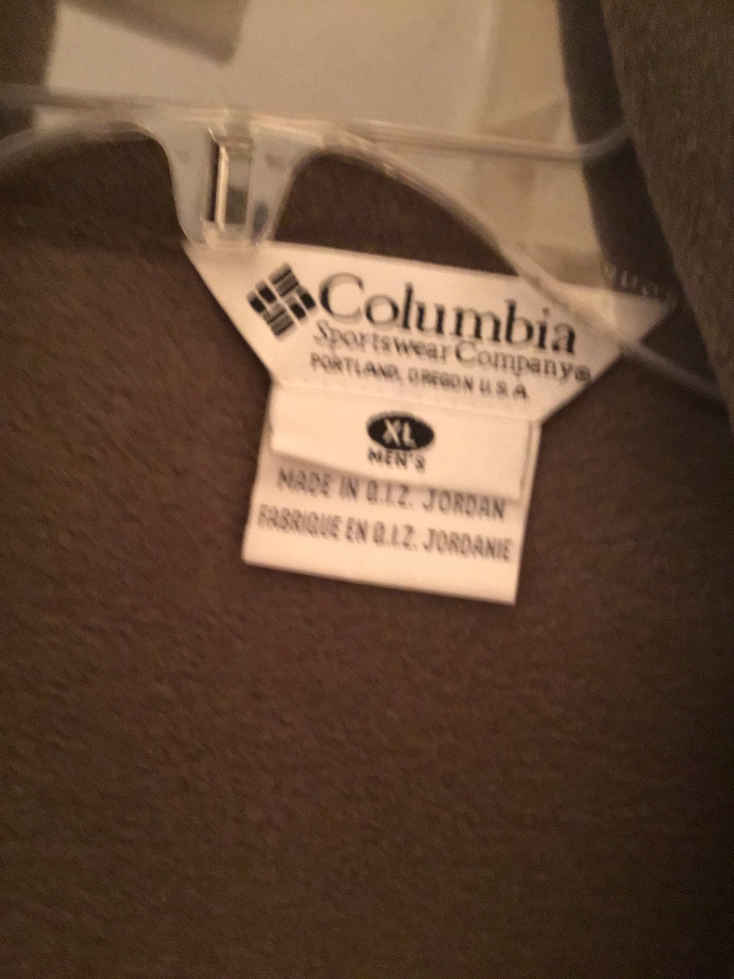 Columbia
Sportswear Company®
PORTLAND, OREGON U.S.A
XL
MEN'S
MADE IN Q.I.Z. JORDAN
FABRIQUE EN Q.I.Z. JORDANIE